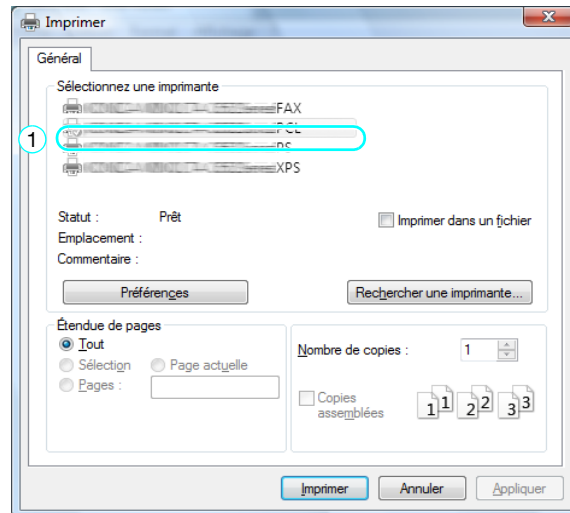 Imprimer
Général
Sélectionnez une imprimante
FAX
PCL
1
PS
XPS
Statut : Prêt
Imprimer dans un fichier
Emplacement :
Commentaire :
Préférences
Rechercher une imprimante...
Étendue de pages
Tout
Nombre de copies : 1
Sélection Page actuelle
Pages :
Copies assemblées
1 1 2 2 3 3
Imprimer Annuler Appliquer